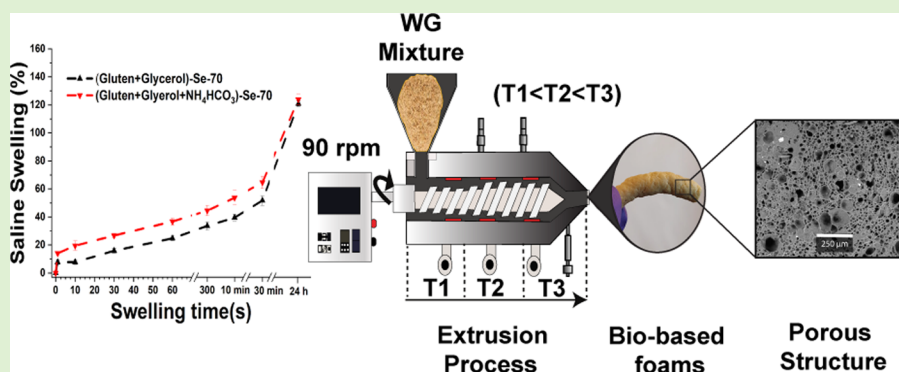 WG
Mixture
160
140
120
100
80
60
40
20
0
Saline Swelling (%)
(Gluten+Glycerol)-Se-70
(Gluten+Glyerol+NH4HCO3)-Se-70
0 10 20 30 40 50 60 300 10 min 30 min 24 h
Swelling time(s)
90 rpm
(T1<T2<T3)
T1 T2 T3
Extrusion
Process
Bio-based
foams
250 µm
Porous
Structure